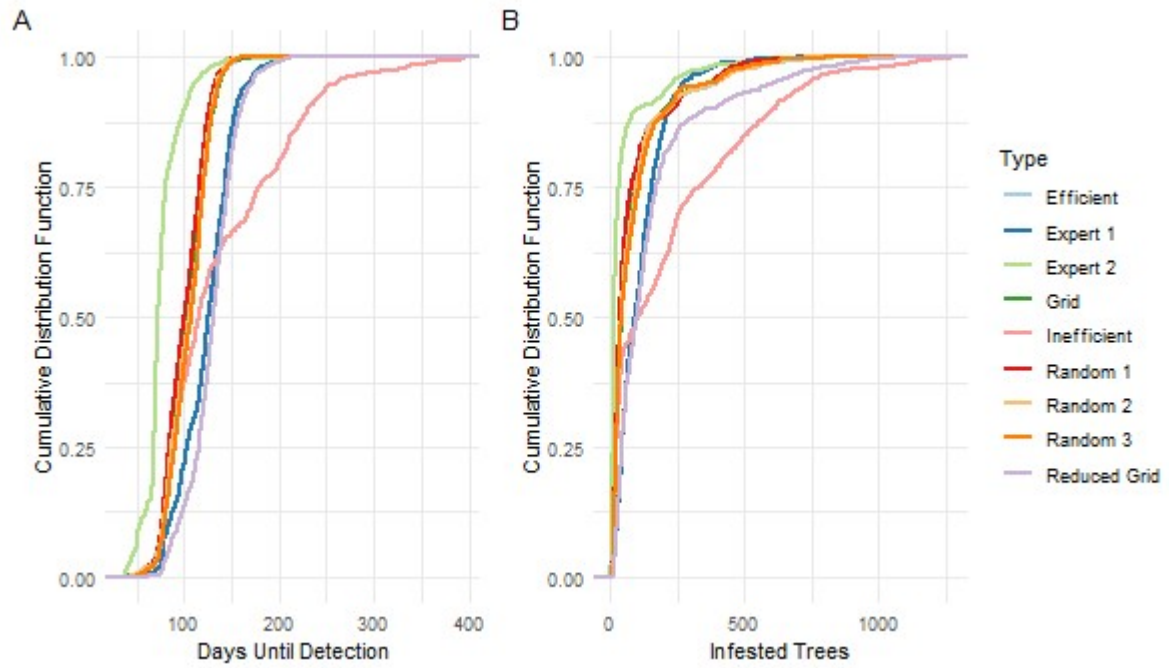 A
B
Cumulative Distribution Function
1.00
0.75
0.50
0.25
0.00
100
200
300
400
Days Until Detection
Cumulative Distribution Function
1.00
0.75
0.50
0.25
0.00
0
500
1000
Infested Trees
Type
Efficient
Expert 1
Expert 2
Grid
Inefficient
Random 1
Random 2
Random 3
Reduced Grid